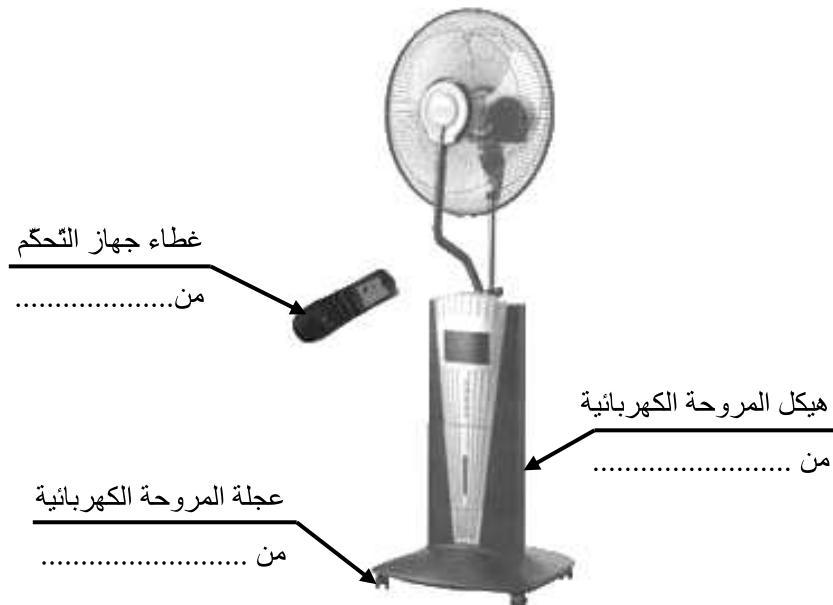 غطاء جهاز التّحكّم
من....................
هيكل المروحة الكهربائية
من .........................
عجلة المروحة الكهربائية
من ..........................